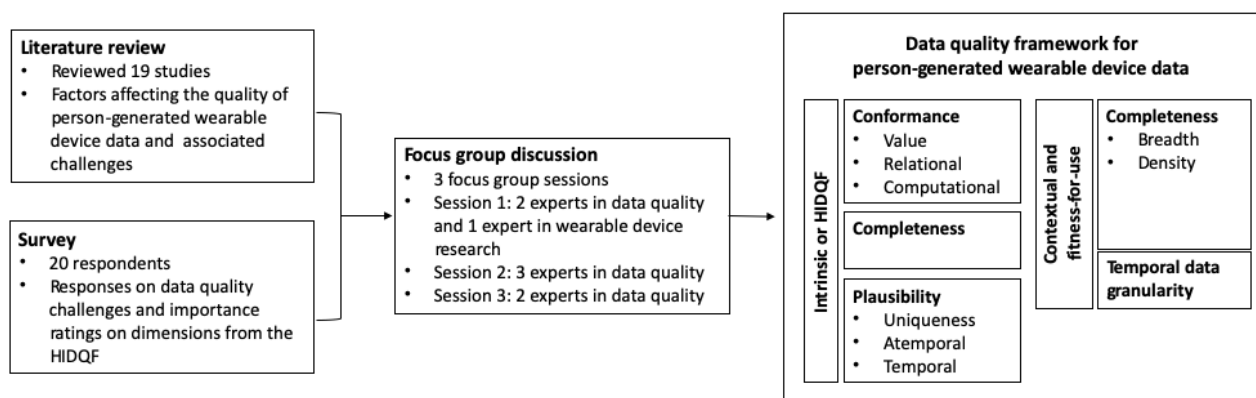 Literature review
• Reviewed 19 studies
• Factors affecting the quality of
person-generated wearable
device data and associated
challenges
Survey
• 20 respondents
• Responses on data quality
challenges and importance
ratings on dimensions from the
HIDQF
Focus group discussion
• 3 focus group sessions
• Session 1: 2 experts in data quality
and 1 expert in wearable device
research
• Session 2: 3 experts in data quality
• Session 3: 2 experts in data quality
Data quality framework for
person-generated wearable device data
Intrinsic or HIDQF
Conformance
• Value
• Relational
• Computational
Completeness
Plausibility
• Uniqueness
• Atemporal
• Temporal
Contextual and
fitness-for-use
Completeness
• Breadth
• Density
Temporal data
granularity